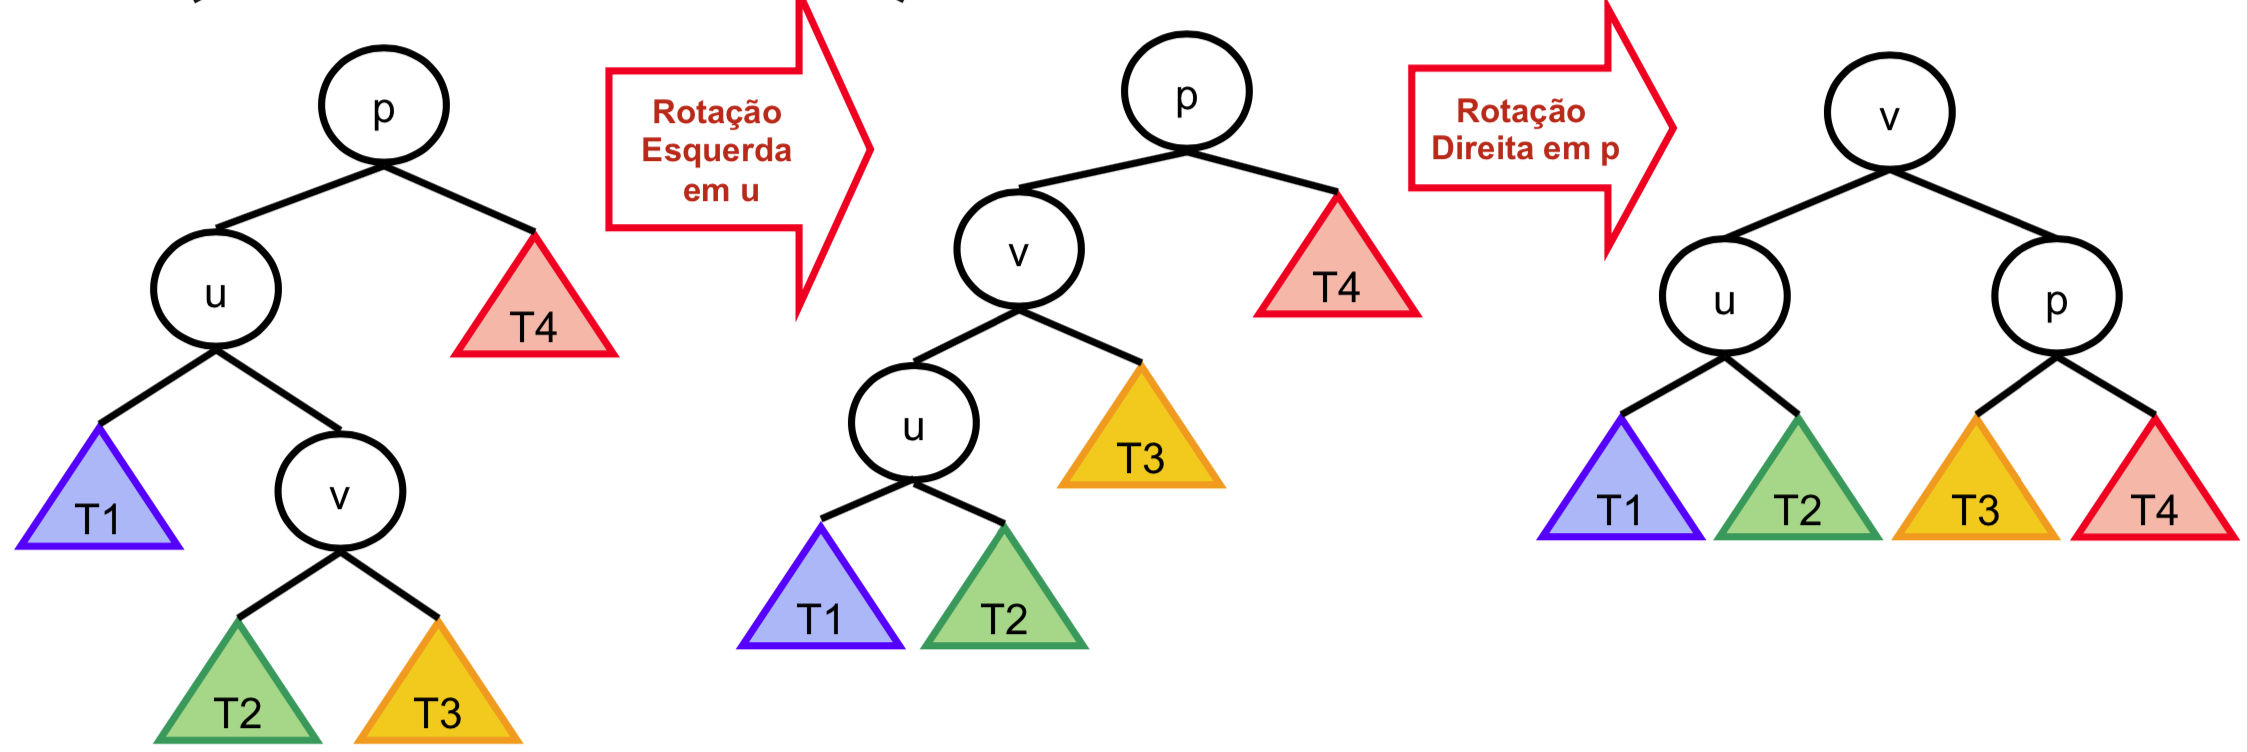 p
u
T4
T1
v
T2
T3
Rotação
Esquerda
em u
p
v
T4
u
T3
T1
T2
Rotação
Direita em p
v
u
p
T1
T2
T3
T4